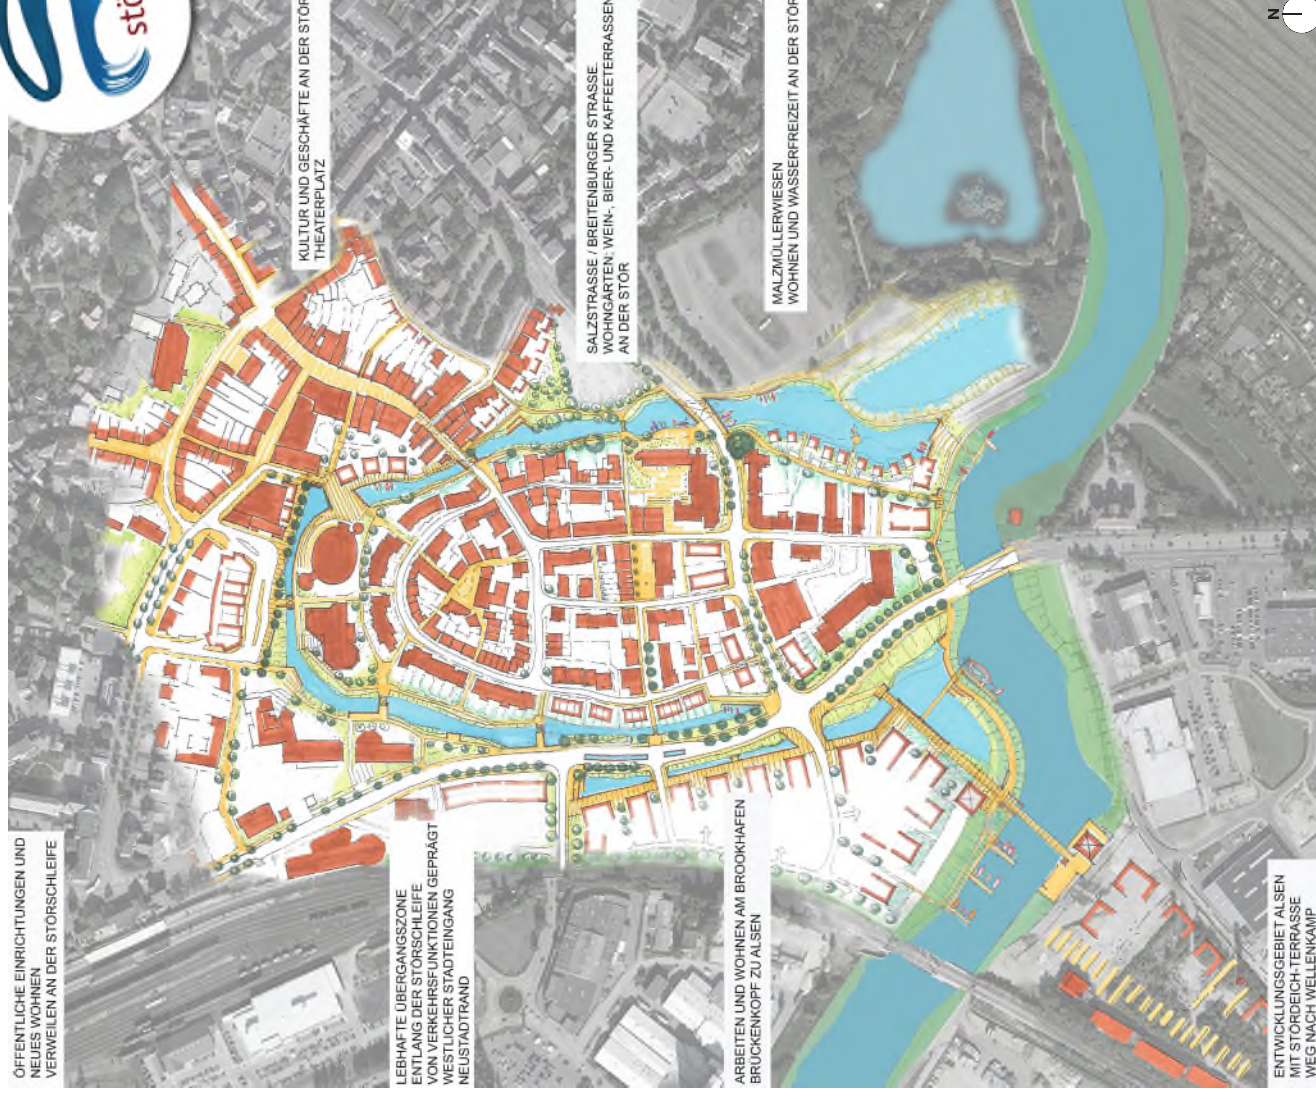 stö
KULTUR UND GESCHÄFTE AN DER STÖR
THEATERPLATZ
SALZSTRASSE / BREITENBURGER STRASSE
WOHNGÄRTEN; WEIN-, BIER- UND KAFFEETERRASSEN
AN DER STÖR
MALZMÜLLERWIESEN
WOHNEN UND WASSERFREIZEIT AN DER STÖR
N
ÖFFENTLICHE EINRICHTUNGEN UND
NEUES WOHNEN
VERWEILEN AN DER STÖRSCHLEIFE
LEBHAFTE ÜBERGANGSZONE
ENTLANG DER STÖRSCHLEIFE
VON VERKEHRSFUNKTIONEN GEPRÄGT
WESTLICHER STADTEINGANG
NEUSTADTRAND
ARBEITEN UND WOHNEN AM BROOKHAFEN
BRÜCKENKOPF ZU ALSEN
ENTWICKLUNGSGEBIET ALSEN
MIT STÖRDEICH-TERRASSE
WEG NACH WELLENKAMP